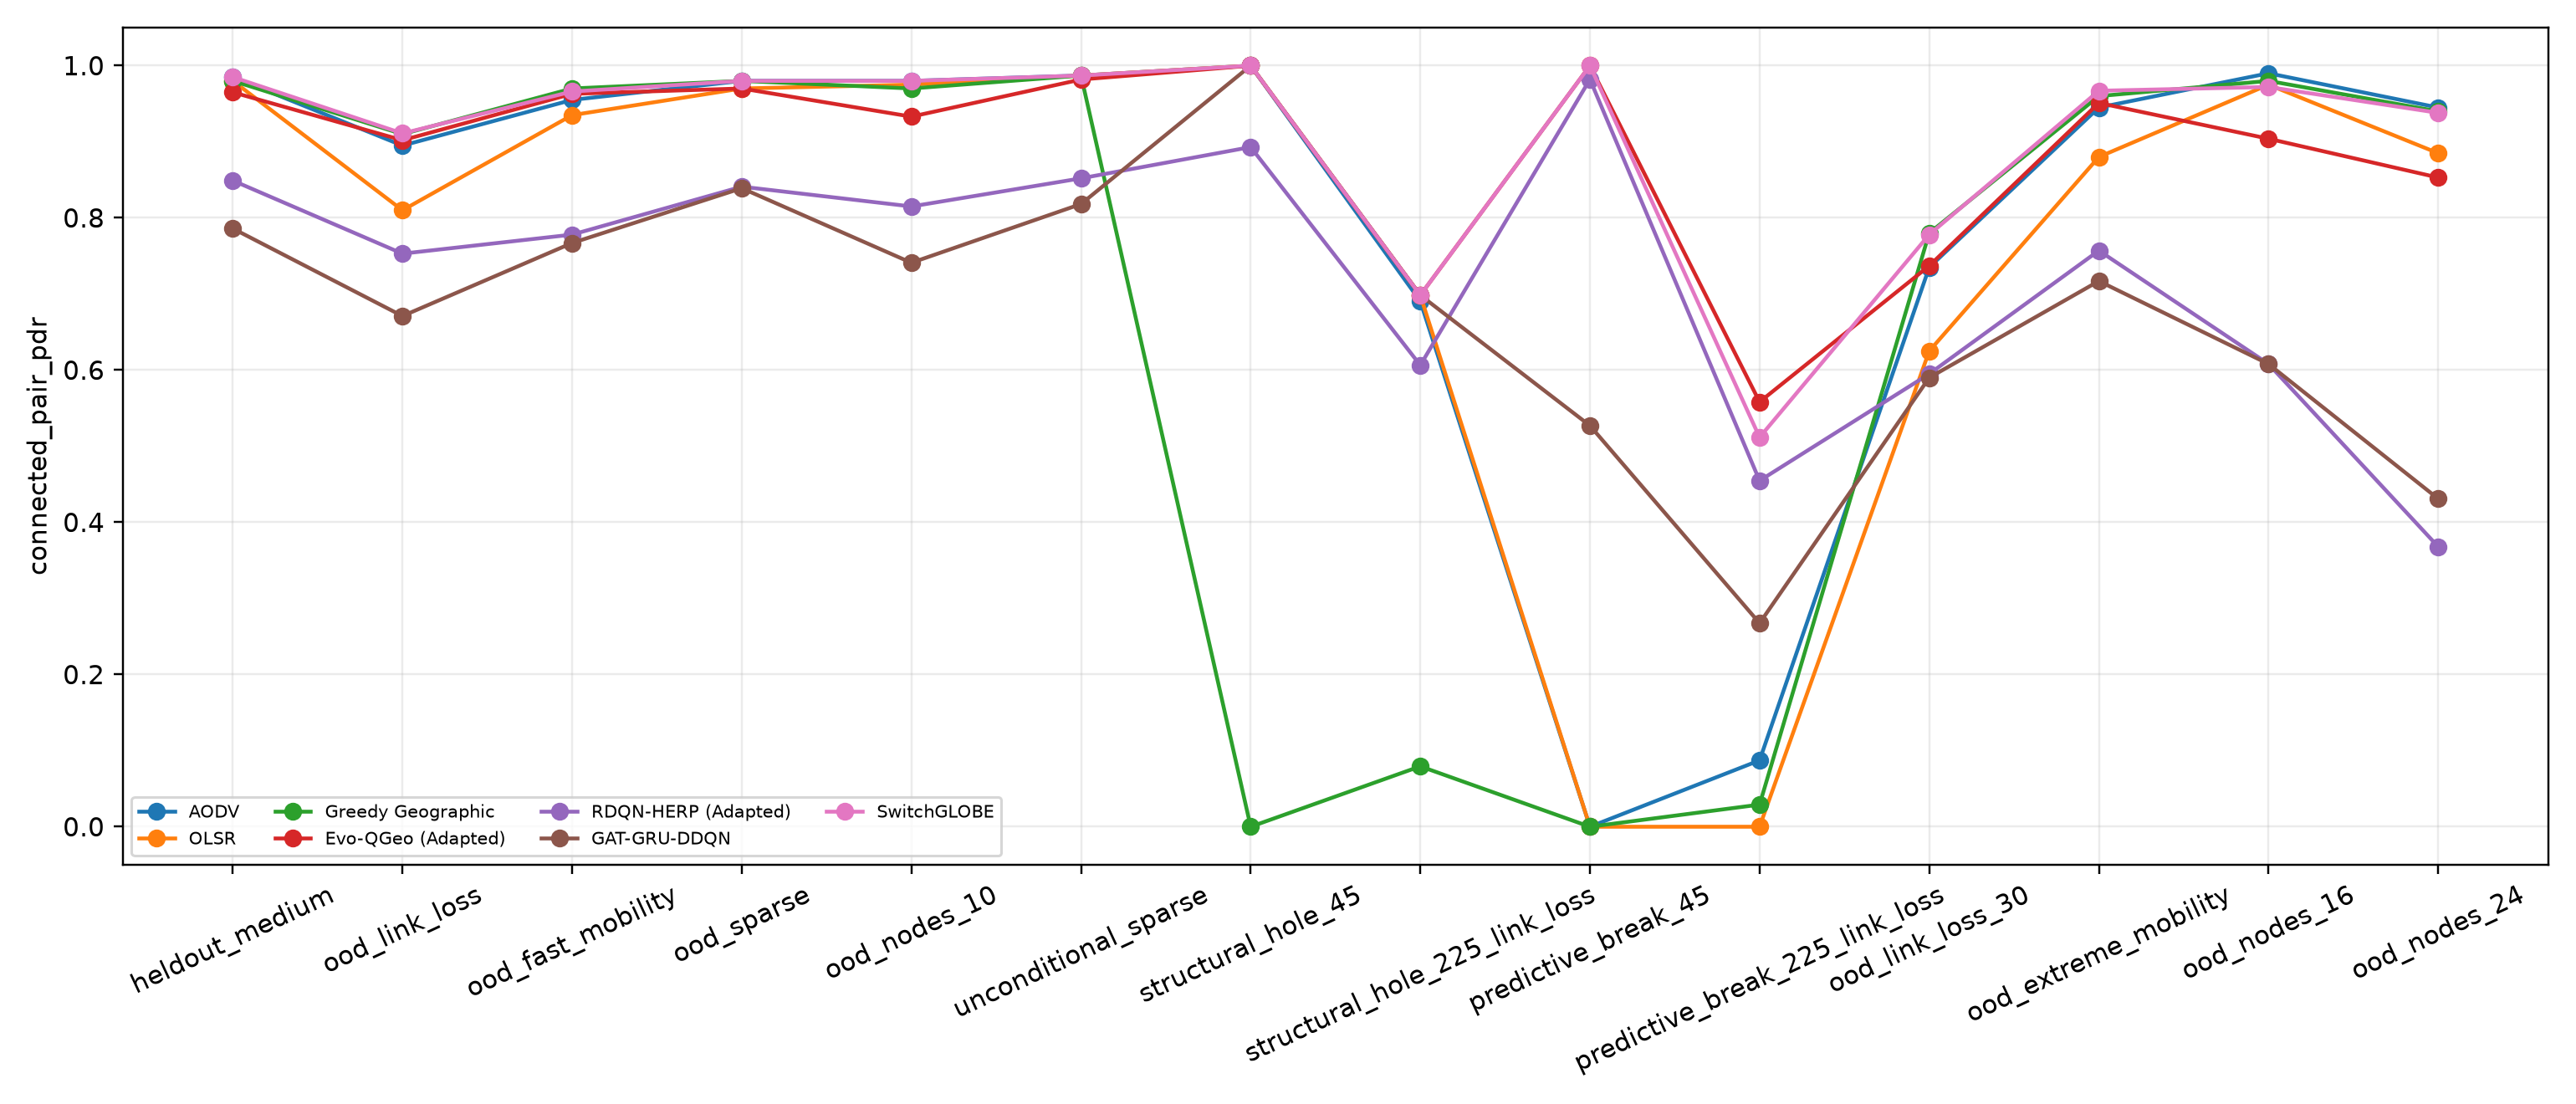 connected_pair_pdr
1.0
0.8
0.6
0.4
0.2
0.0
AODV
OLSR
Greedy Geographic
Evo-QGeo (Adapted)
RDQN-HERP (Adapted)
GAT-GRU-DDQN
SwitchGLOBE
heldout_medium
ood_link_loss
ood_fast_mobility
ood_sparse
ood_nodes_10
unconditional_sparse
structural_hole_45
structural_hole_225_link_loss
predictive_break_45
predictive_break_225_link_loss
ood_link_loss_30
ood_extreme_mobility
ood_nodes_16
ood_nodes_24